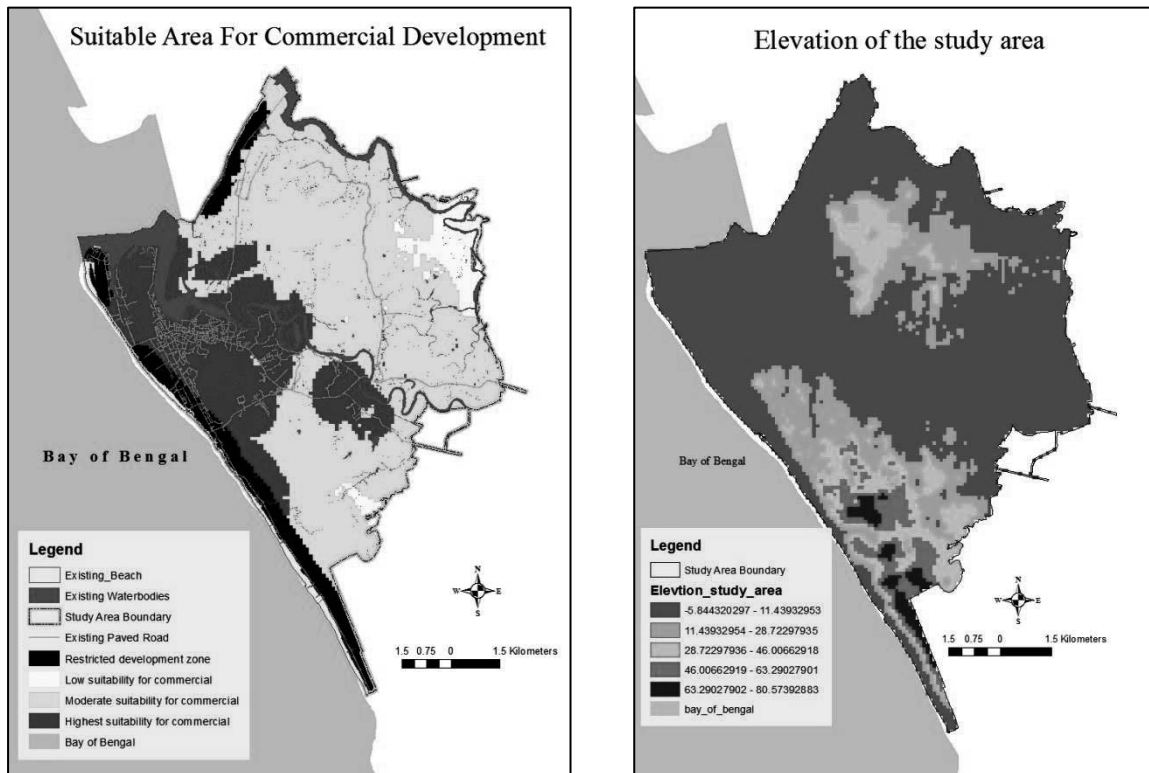 Suitable Area For Commercial Development
Bay of Bengal
Legend
Existing_Beach
Existing Waterbodies
Study Area Boundary
Existing Paved Road
Restricted development zone
Low suitability for commercial
Moderate suitability for commercial
Highest suitability for commercial
Bay of Bengal
N
W E
S
1.5 0.75 0 1.5 Kilometers
Elevation of the study area
Bay of Bengal
Legend
Study Area Boundary
Elevtion_study_area
-5.844320297 - 11.43932953
11.43932954 - 28.72297935
28.72297936 - 46.00662918
46.00662919 - 63.29027901
63.29027902 - 80.57392883
bay_of_bengal
N
W E
S
1.5 0.75 0 1.5 Kilometers